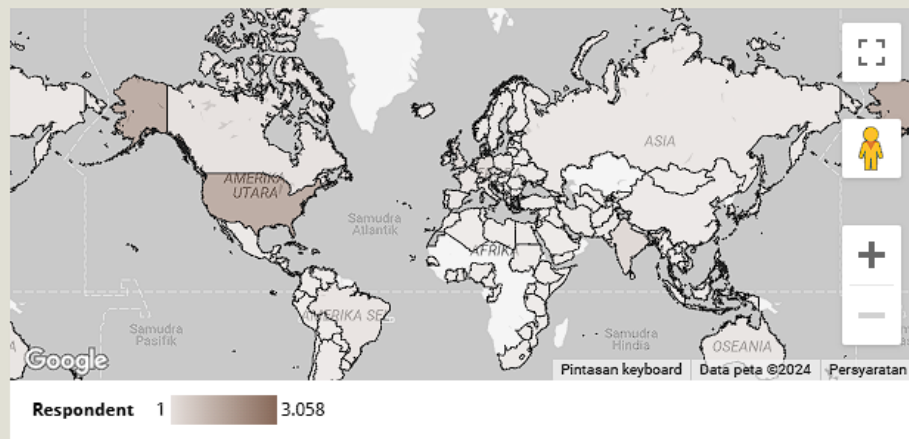 ASIA
AMERIKA
UTARA
Samudra
Atlantik
AFRIKA
AMERIKA SEL
Samudra
Pasifik
Samudra
Hindia
OSEANIA
Google
Pintasan keyboard
Data peta ©2024
Persyaratan
Respondent 1 3.058